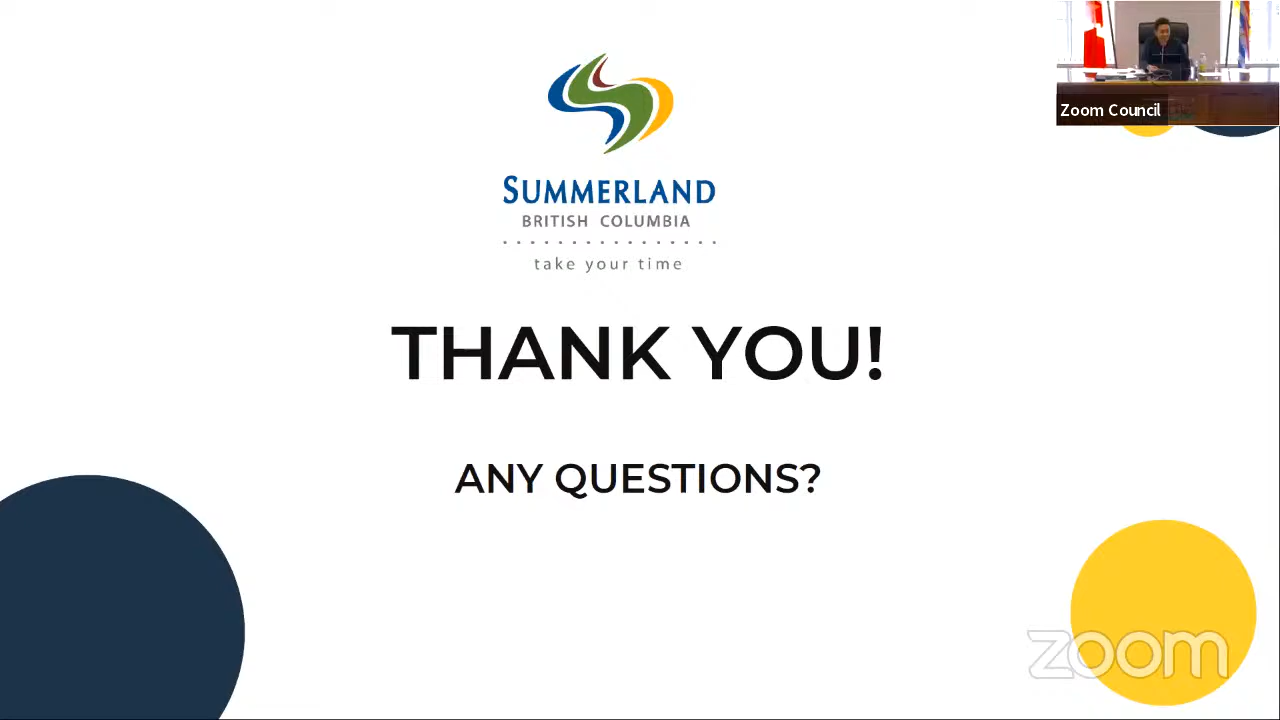 Zoom Council
SUMMERLAND
BRITISH COLUMBIA
take your time
THANK YOU!
ANY QUESTIONS?
zoom